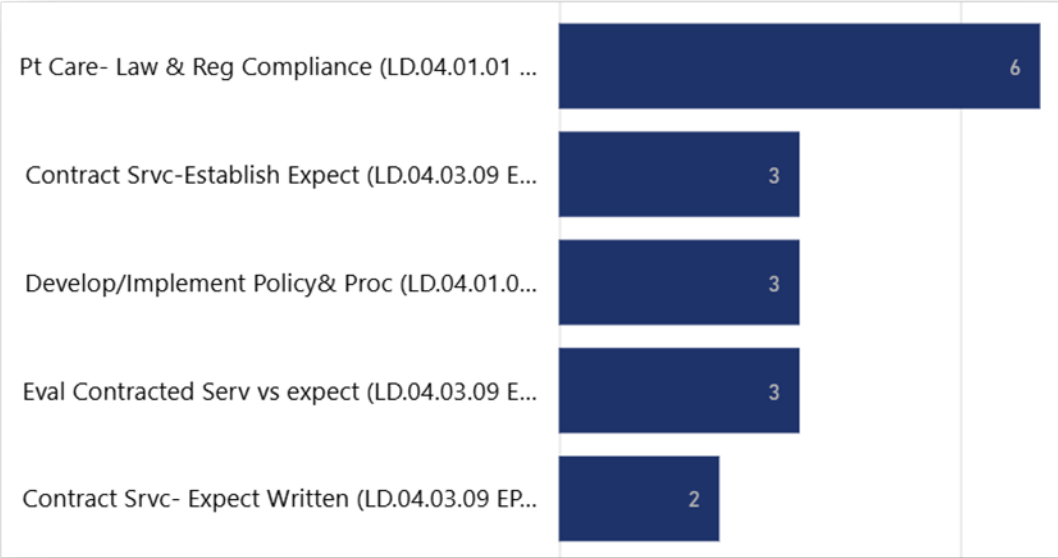 Pt Care- Law & Reg Compliance (LD.04.01.01 ... 6
Contract Srvc-Establish Expect (LD.04.03.09 E... 3
Develop/Implement Policy& Proc (LD.04.01.0... 3
Eval Contracted Serv vs expect (LD.04.03.09 E... 3
Contract Srvc- Expect Written (LD.04.03.09 EP... 2